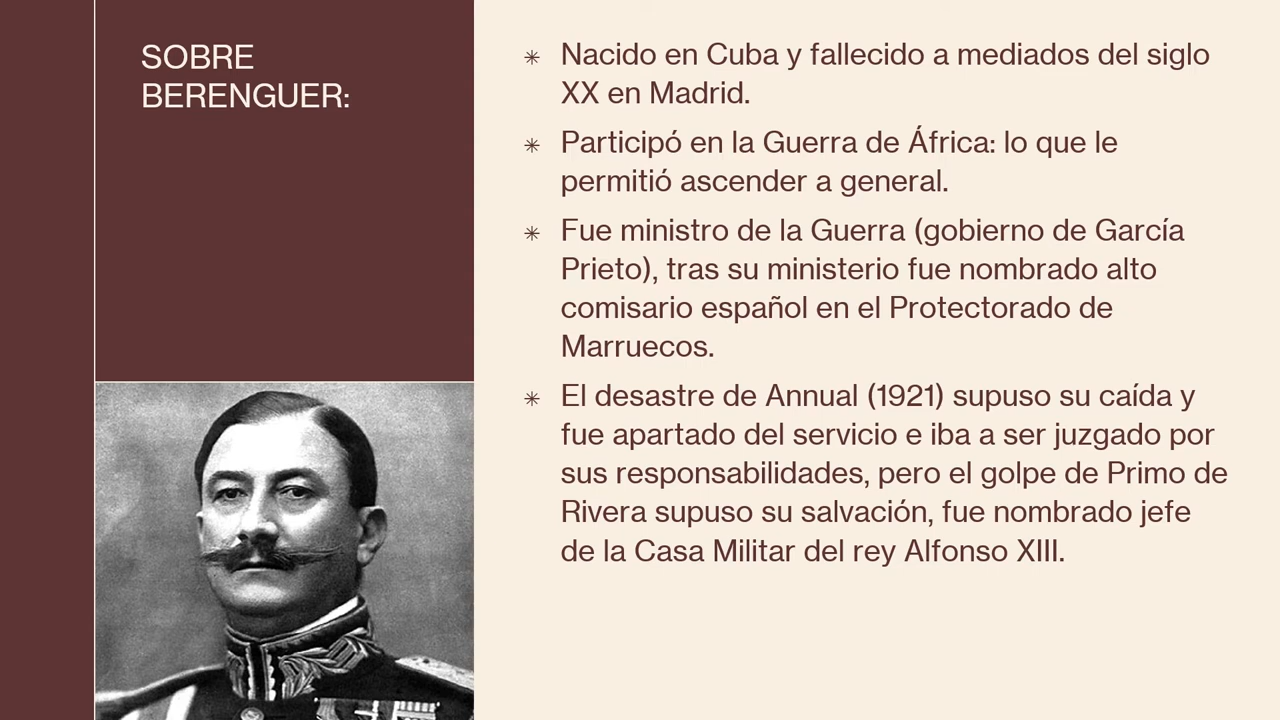 SOBRE
BERENGUER:
✳ Nacido en Cuba y fallecido a mediados del siglo
XX en Madrid.
✳ Participó en la Guerra de África: lo que le
permitió ascender a general.
✳ Fue ministro de la Guerra (gobierno de García
Prieto), tras su ministerio fue nombrado alto
comisario español en el Protectorado de
Marruecos.
✳ El desastre de Annual (1921) supuso su caída y
fue apartado del servicio e iba a ser juzgado por
sus responsabilidades, pero el golpe de Primo de
Rivera supuso su salvación, fue nombrado jefe
de la Casa Militar del rey Alfonso XIII.